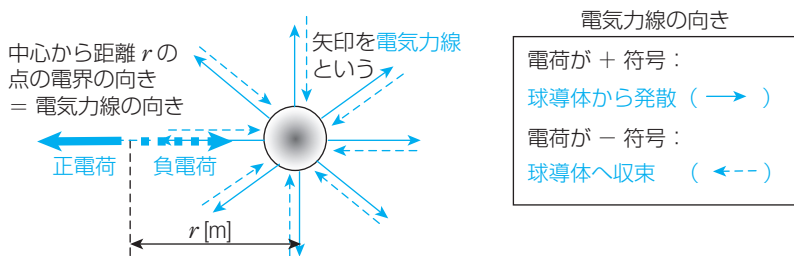 中心から距離 r の
点の電界の向き
= 電気力線の向き
矢印を電気力線
という
正電荷
負電荷
r [m]
電気力線の向き
電荷が + 符号：
球導体から発散（ → ）
電荷が − 符号：
球導体へ収束 （ ⇠ ）